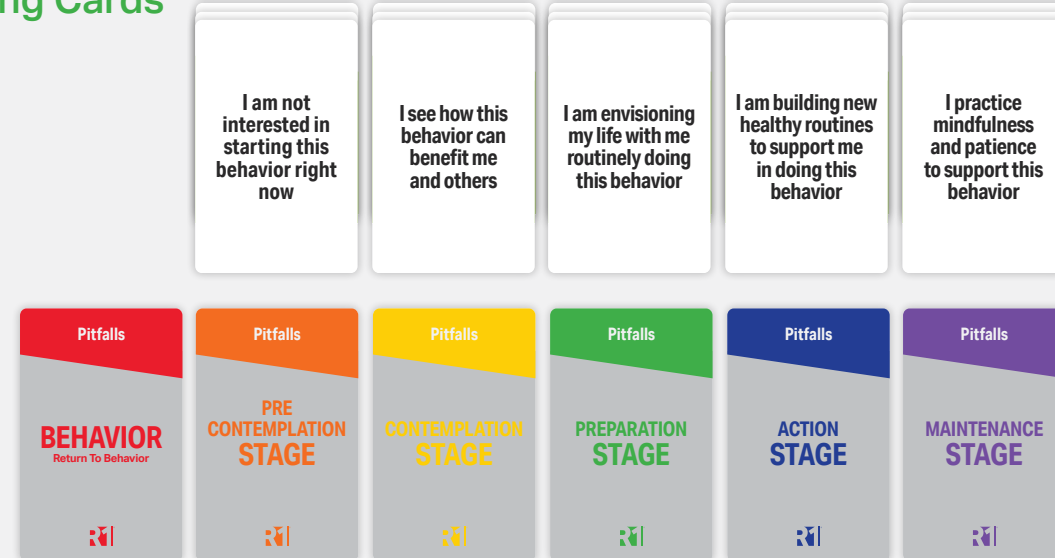 ng Cards
I am not
interested in
starting this
behavior right
now
I see how this
behavior can
benefit me
and others
I am envisioning
my life with me
routinely doing
this behavior
I am building new
healthy routines
to support me
in doing this
behavior
I practice
mindfulness
and patience
to support this
behavior
Pitfalls
BEHAVIOR
Return To Behavior
Pitfalls
PRE
CONTEMPLATION
STAGE
Pitfalls
CONTEMPLATION
STAGE
Pitfalls
PREPARATION
STAGE
Pitfalls
ACTION
STAGE
Pitfalls
MAINTENANCE
STAGE